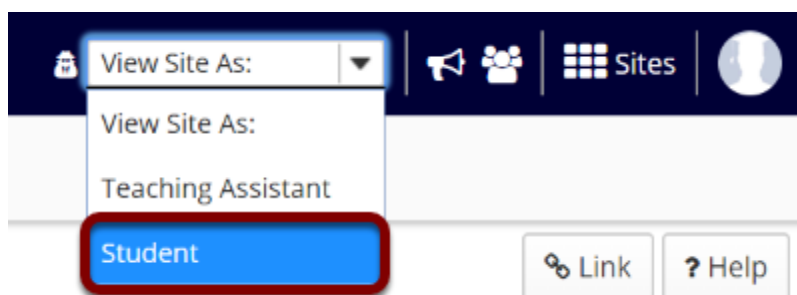 View Site As:
Sites
View Site As:
Teaching Assistant
Student
Link
? Help